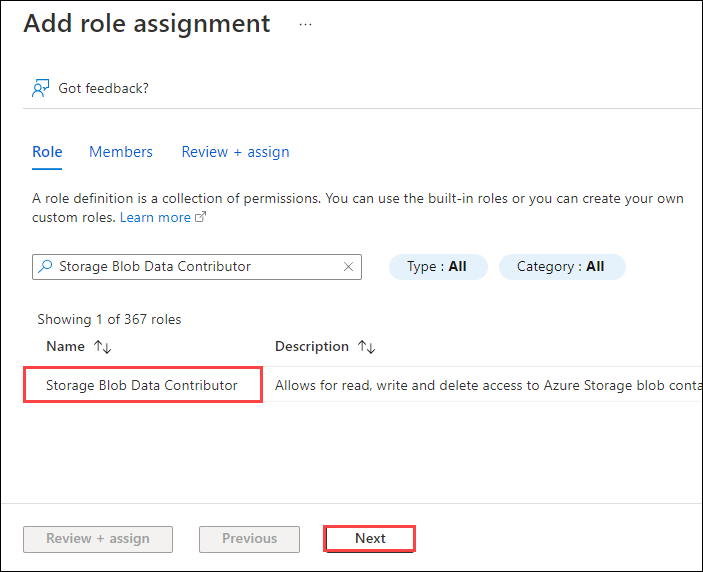 Add role assignment ...
Got feedback?
Role Members Review + assign
A role definition is a collection of permissions. You can use the built-in roles or you can create your own
custom roles. Learn more
Storage Blob Data Contributor Type : All Category : All
Showing 1 of 367 roles
Name Description
Storage Blob Data Contributor Allows for read, write and delete access to Azure Storage blob conta
Review + assign Previous Next